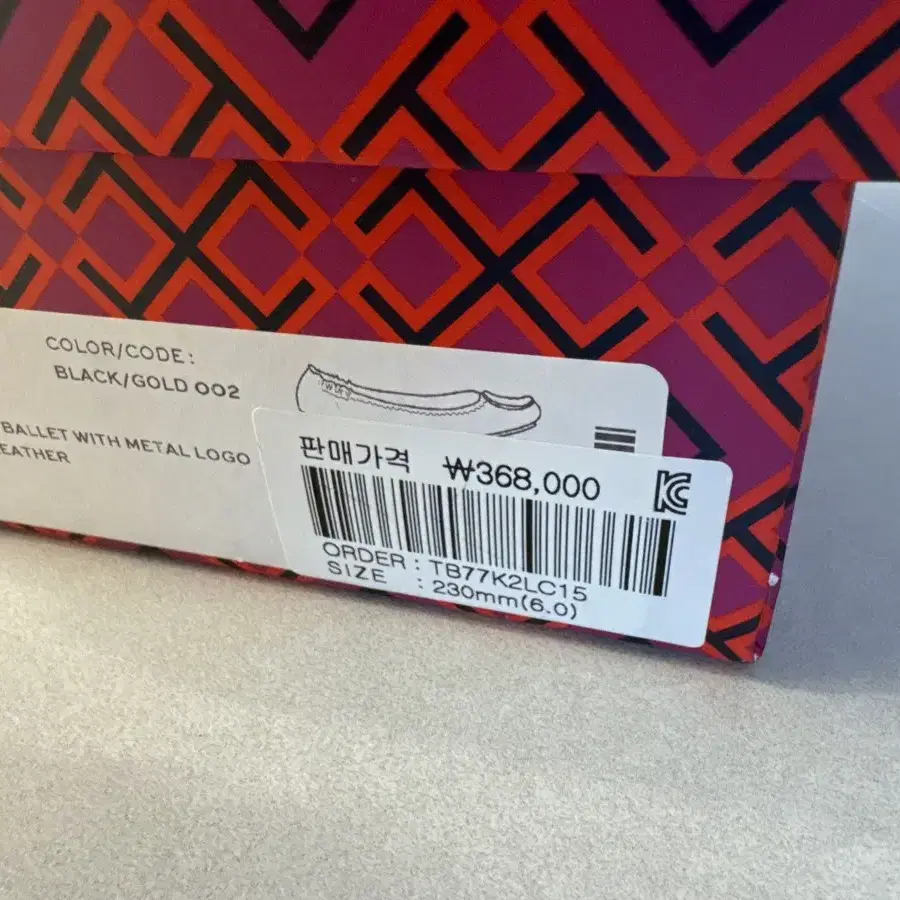 COLOR/CODE:
BLACK/GOLD 002
BALLET WITH METAL LOGO
EATHER
판매가격 ₩368,000
KC
ORDER : TB77K2LC15
SIZE : 230mm(6.0)